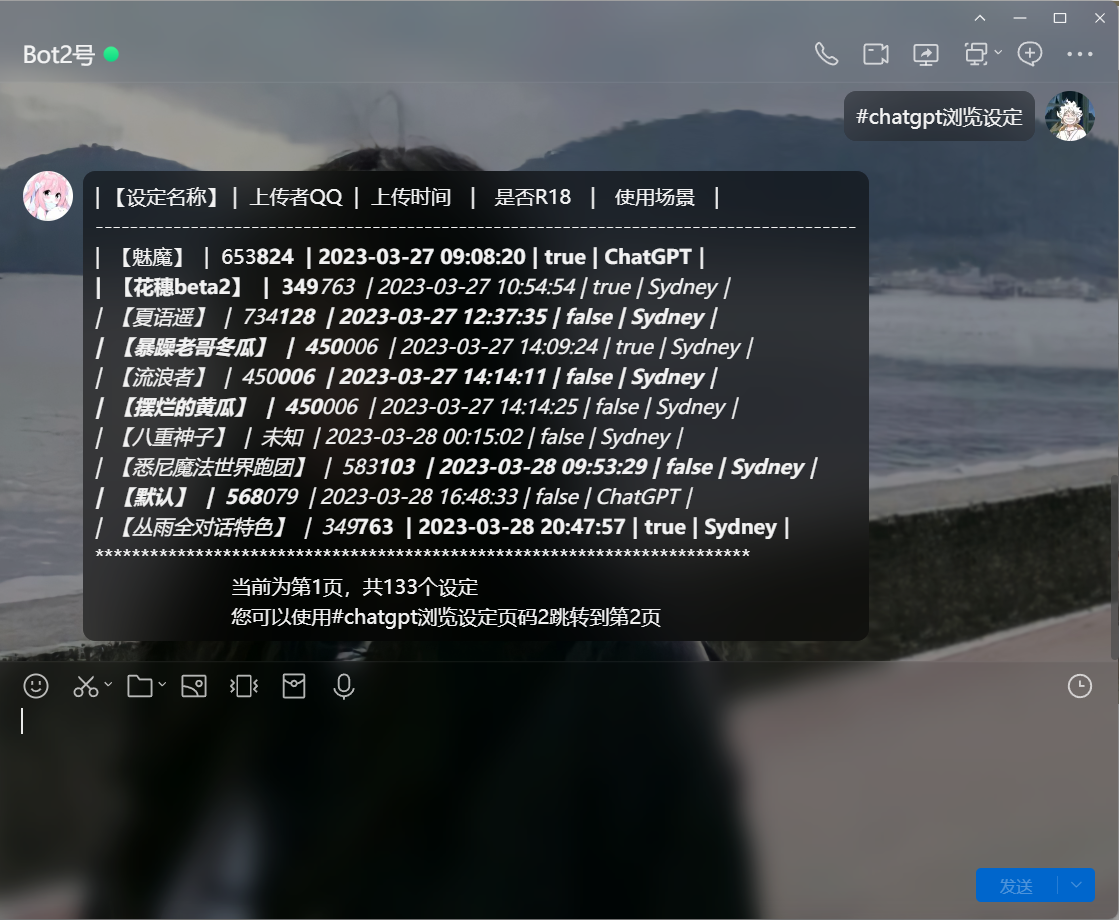 Bot2号
#chatgpt浏览设定
| 【设定名称】 | 上传者QQ | 上传时间 | 是否R18 | 使用场景 |
--------------------------------------------------------------------------------------
| 【魅魔】 | 653824 | 2023-03-27 09:08:20 | true | ChatGPT |
| 【花穗beta2】 | 349763 | 2023-03-27 10:54:54 | true | Sydney |
| 【夏语遥】 | 734128 | 2023-03-27 12:37:35 | false | Sydney |
| 【暴躁老哥冬瓜】 | 450006 | 2023-03-27 14:09:24 | true | Sydney |
| 【流浪者】 | 450006 | 2023-03-27 14:14:11 | false | Sydney |
| 【摆烂的黄瓜】 | 450006 | 2023-03-27 14:14:25 | false | Sydney |
| 【八重神子】 | 未知 | 2023-03-28 00:15:02 | false | Sydney |
| 【悉尼魔法世界跑团】 | 583103 | 2023-03-28 09:53:29 | false | Sydney |
| 【默认】 | 568079 | 2023-03-28 16:48:33 | false | ChatGPT |
| 【丛雨全对话特色】 | 349763 | 2023-03-28 20:47:57 | true | Sydney |
************************************************************************
当前为第1页，共133个设定
您可以使用#chatgpt浏览设定页码2跳转到第2页
发送